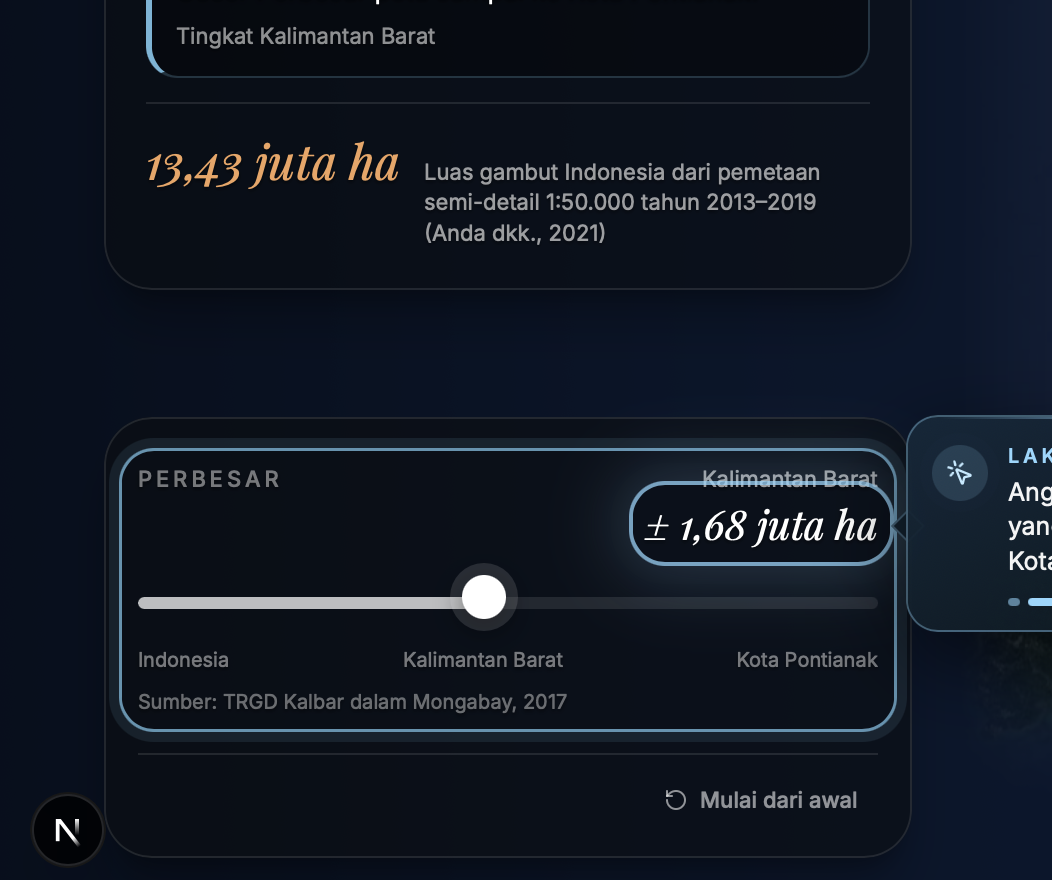 Tingkat Kalimantan Barat
13,43 juta ha
Luas gambut Indonesia dari pemetaan
semi-detail 1:50.000 tahun 2013–2019
(Anda dkk., 2021)
PERBESAR
Kalimantan Barat
± 1,68 juta ha
Indonesia
Kalimantan Barat
Kota Pontianak
Sumber: TRGD Kalbar dalam Mongabay, 2017
Mulai dari awal
N